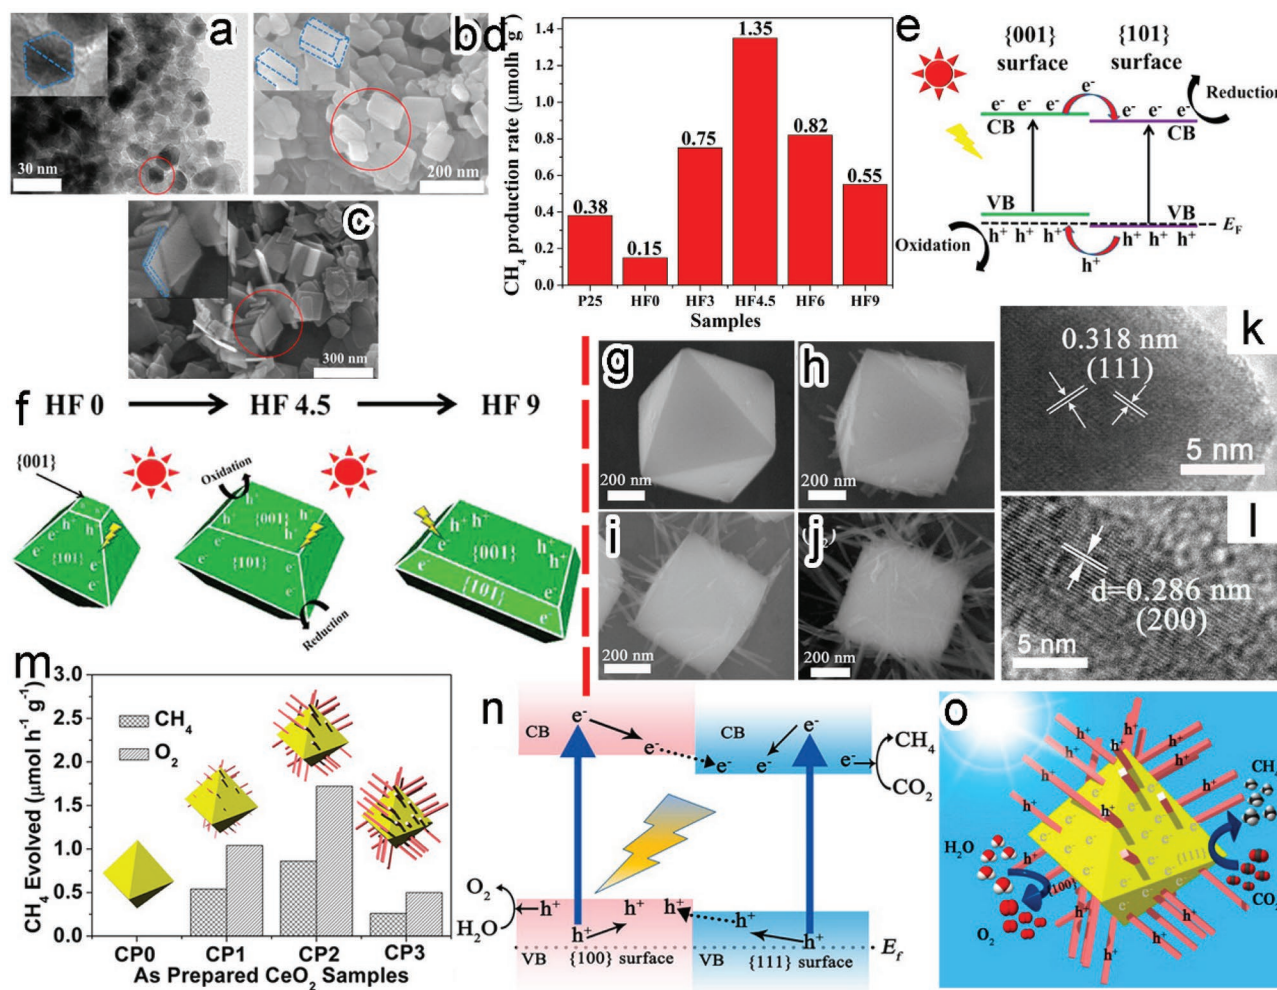 a
30 nm
b
200 nm
c
300 nm
d
CH4 production rate (μmolh-1g-1)
1.4
1.2
1.0
0.8
0.6
0.4
0.2
0.0
0.38
0.15
0.75
1.35
0.82
0.55
P25 HF0 HF3 HF4.5 HF6 HF9
Samples
e
{001} {101}
surface surface
e-
e- e- e- e- e- e-
Reduction
CB CB
VB VB
EF
h+ h+ h+ h+ h+ h+
Oxidation
h+
f
HF 0 HF 4.5 HF 9
{001}
h+ h+
{101}
e- e-
e- e-
Oxidation
h+ h+
{001}
h+ h+
e- {101} e-
e- e-
Reduction
h+ h+
e- {001} h+
h+
{101}
e- e-
g
200 nm
h
200 nm
i
200 nm
j
200 nm
k
0.318 nm
(111)
5 nm
l
d=0.286 nm
(200)
5 nm
m
CH4 Evolved (μmol h-1 g-1)
3.0
2.5
2.0
1.5
1.0
0.5
0.0
CH4
O2
CP0 CP1 CP2 CP3
As Prepared CeO2 Samples
n
CB e- CB e-
e- e- e- e-
CH4
CO2
O2
H2O
h+ h+ h+ h+
h+ h+
Ef
VB {100} surface VB {111} surface
o
h+ h+ h+ h+ h+ h+ h+ h+
CH
H2O
e- e- e- e- e- e-
{111}
{100}
CO
O2
h+ h+ h+ h+ h+